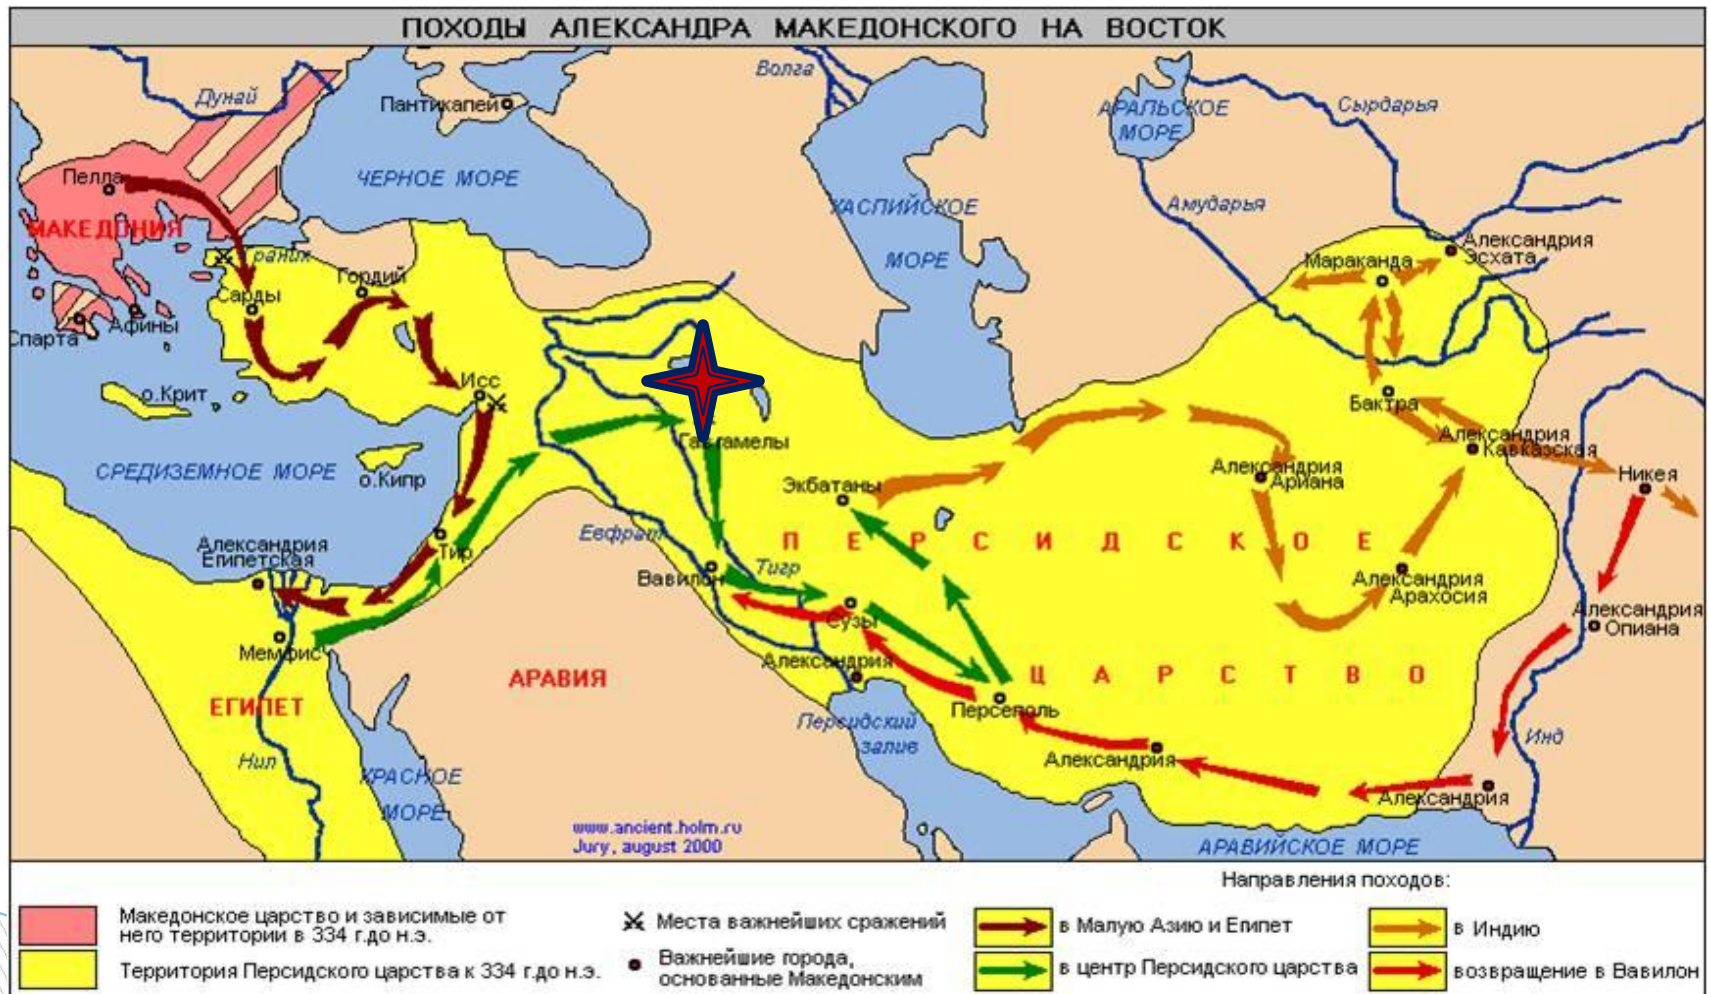 ПОХОДЫ АЛЕКСАНДРА МАКЕДОНСКОГО НА ВОСТОК
Волга
Дунай
Пантикапей
АРАЛЬСКОЕ
МОРЕ
Сырдарья
Пелла
ЧЕРНОЕ МОРЕ
КАСПИЙСКОЕ
МОРЕ
Амударья
МАКЕДОНИЯ
раник
Гордий
Сарды
Мараканда
Александрия
Эсхата
Спарта
Афины
Исс
о.Крит
Бактра
Гавгамелы
Александрия
Кавказская
СРЕДИЗЕМНОЕ МОРЕ
о.Кипр
Экбатаны
Александрия
Ариана
Никея
Евфрат
ПЕРСИДСКОЕ
Александрия
Египетская
Тир
Вавилон
Тигр
Александрия
Арахосия
Сузы
Александрия
Опиана
Мемфис
АРАВИЯ
Александрия
ЦАРСТВО
ЕГИПЕТ
Персеполь
Персидский
залив
Инд
Нил
КРАСНОЕ
МОРЕ
Александрия
Александрия
www.ancient.holm.ru
Jury, august 2000
АРАВИЙСКОЕ МОРЕ
Направления походов:
Македонское царство и зависимые от
него территории в 334 г.до н.э.
Территория Персидского царства к 334 г.до н.э.
Места важнейших сражений
Важнейшие города,
основанные Македонским
в Малую Азию и Египет
в центр Персидского царства
в Индию
возвращение в Вавилон